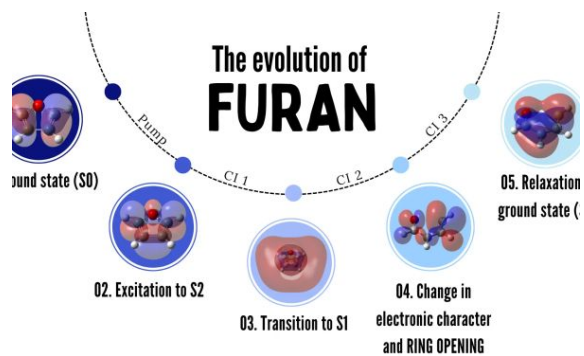 The evolution of
FURAN
Pump
CI 1
CI 2
CI 3
ound state (S0)
02. Excitation to S2
03. Transition to S1
04. Change in
electronic character
and RING OPENING
05. Relaxation
ground state (